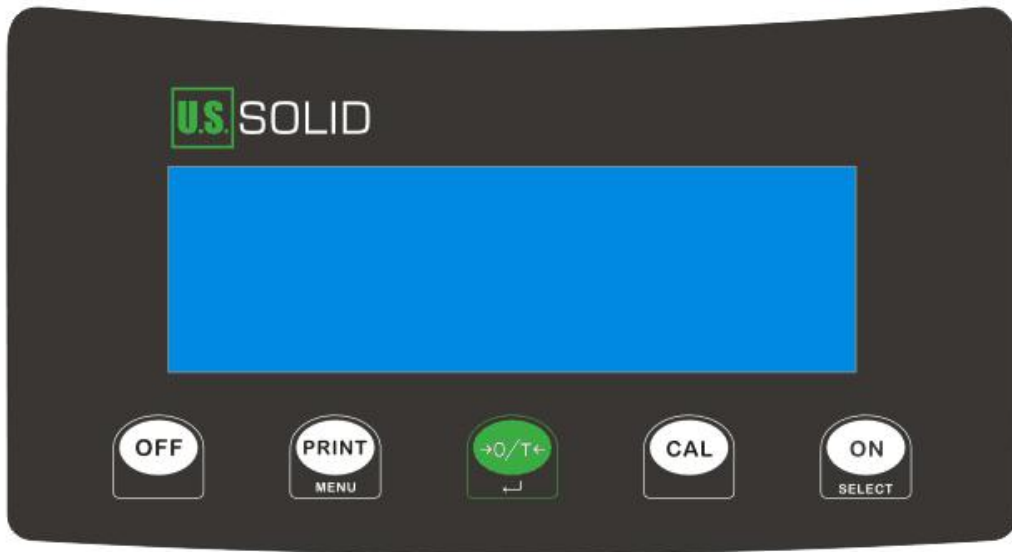 U.S. SOLID
OFF
PRINT
MENU
→0/T←
↵
CAL
ON
SELECT